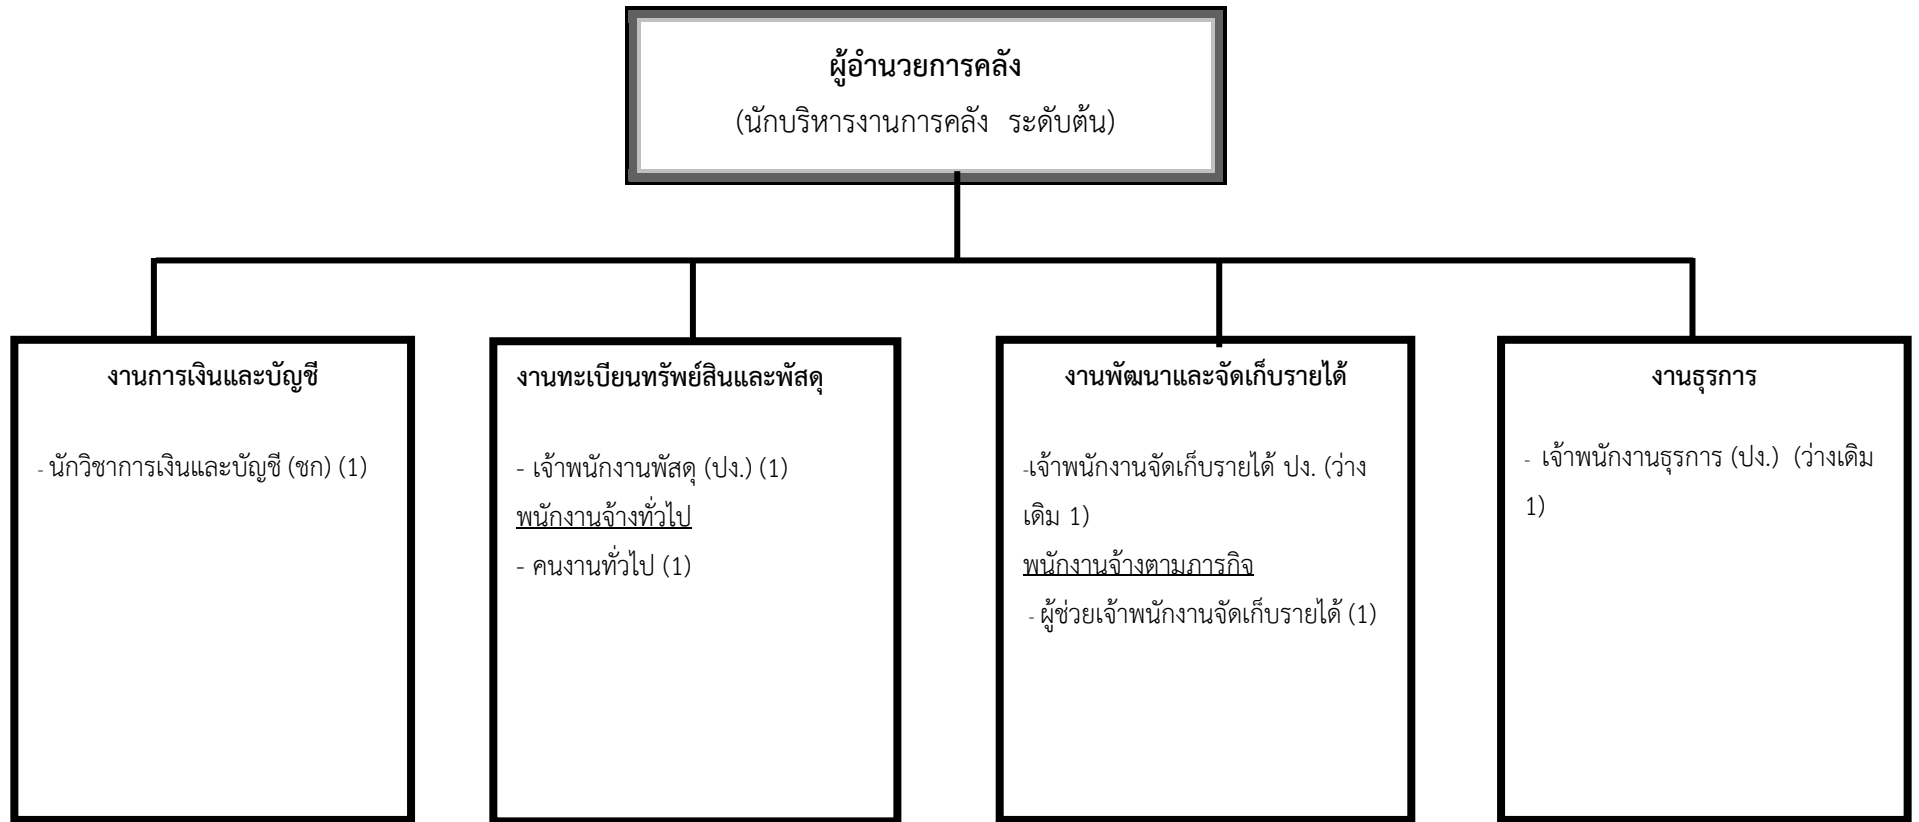 ผู้อำนวยการคลัง
(นักบริหารงานการคลัง ระดับต้น)
งานการเงินและบัญชี
- นักวิชาการเงินและบัญชี (ชก) (1)
งานทะเบียนทรัพย์สินและพัสดุ
- เจ้าพนักงานพัสดุ (ปง.) (1)
พนักงานจ้างทั่วไป
- คนงานทั่วไป (1)
งานพัฒนาและจัดเก็บรายได้
-เจ้าพนักงานจัดเก็บรายได้ ปง. (ว่าง
เดิม 1)
พนักงานจ้างตามภารกิจ
- ผู้ช่วยเจ้าพนักงานจัดเก็บรายได้ (1)
งานธุรการ
- เจ้าพนักงานธุรการ (ปง.) (ว่างเดิม
1)